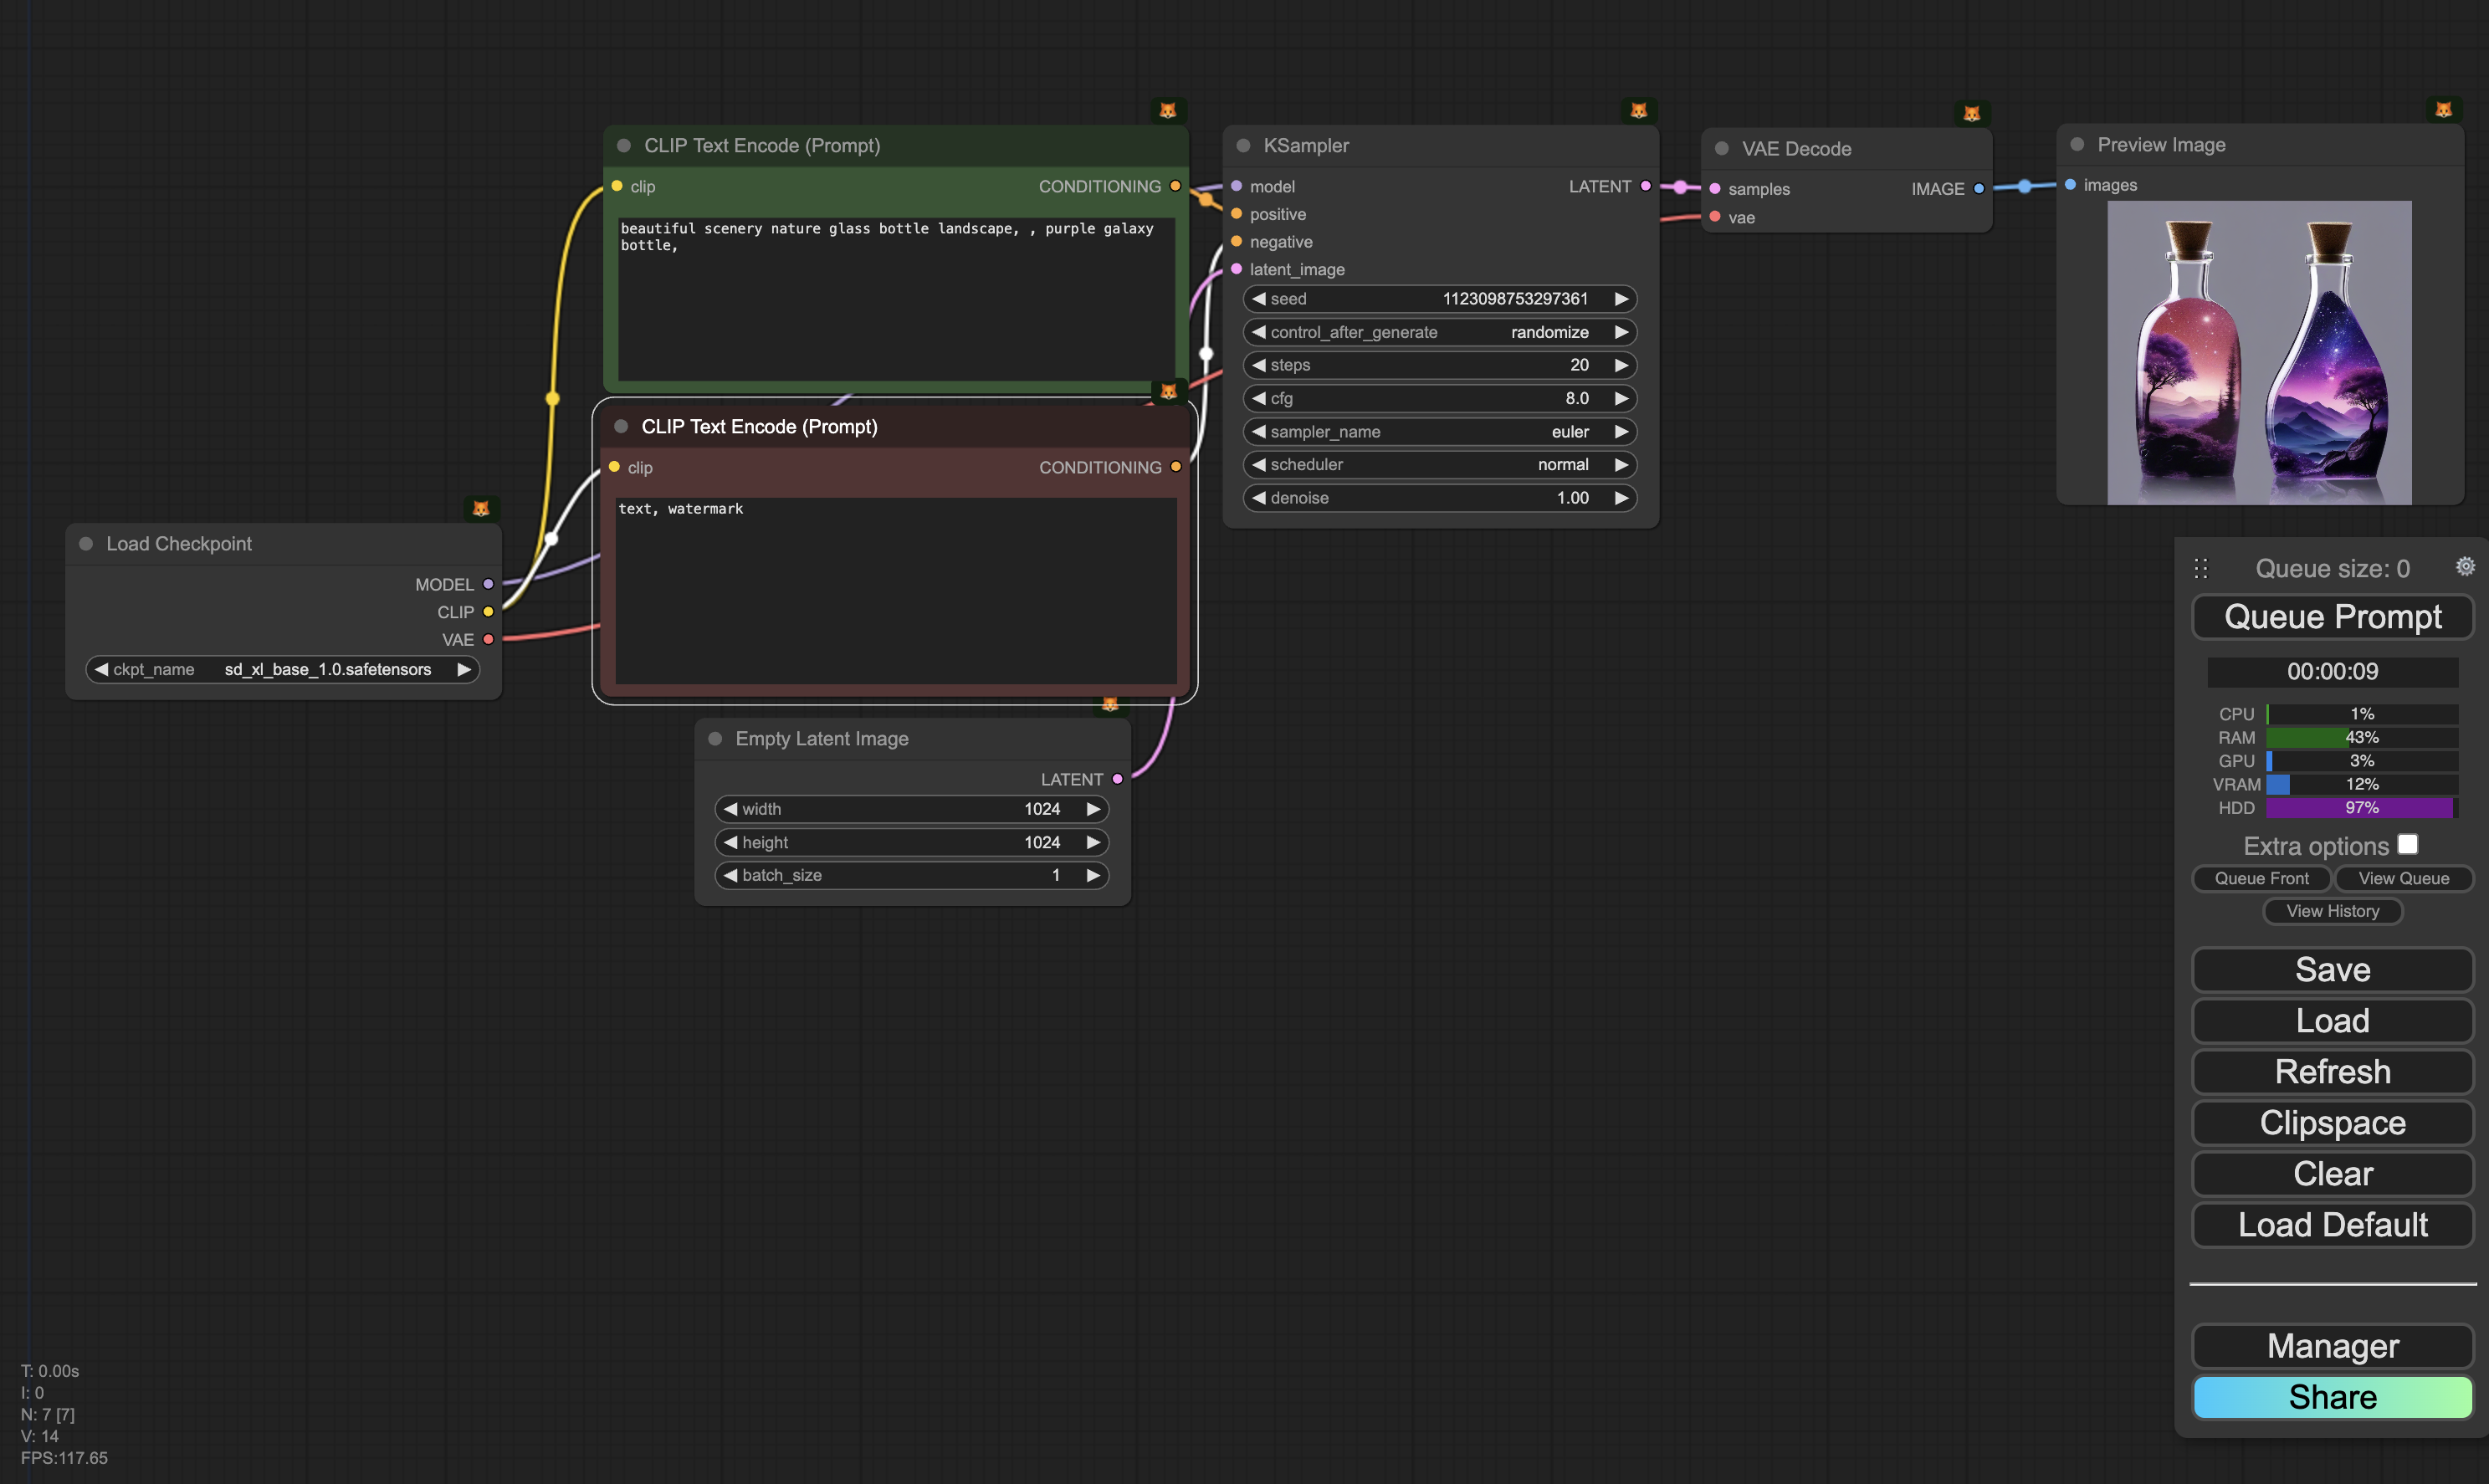 CLIP Text Encode (Prompt)
clip
CONDITIONING
beautiful scenery nature glass bottle landscape, , purple galaxy
bottle,
CLIP Text Encode (Prompt)
clip
CONDITIONING
text, watermark
Load Checkpoint
MODEL
CLIP
VAE
ckpt_name sd_xl_base_1.0.safetensors
Empty Latent Image
LATENT
width 1024
height 1024
batch_size 1
KSampler
model LATENT
positive
negative
latent_image
seed 1123098753297361
control_after_generate randomize
steps 20
cfg 8.0
sampler_name euler
scheduler normal
denoise 1.00
VAE Decode
samples IMAGE
vae
Preview Image
images
Queue size: 0
Queue Prompt
00:00:09
CPU 1%
RAM 43%
GPU 3%
VRAM 12%
HDD 97%
Extra options
Queue Front View Queue
View History
Save
Load
Refresh
Clipspace
Clear
Load Default
Manager
Share
T: 0.00s
I: 0
N: 7 [7]
V: 14
FPS:117.65